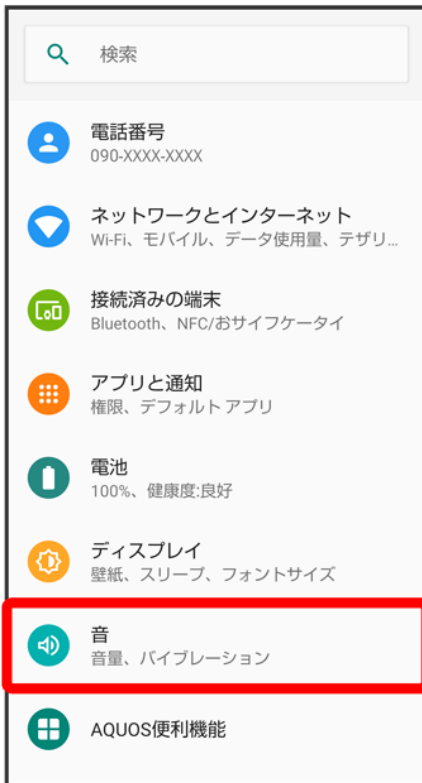 検索
電話番号
090-XXXX-XXXX
ネットワークとインターネット
Wi-Fi、モバイル、データ使用量、テザリ...
接続済みの端末
Bluetooth、NFC/おサイフケータイ
アプリと通知
権限、デフォルト アプリ
電池
100%、健康度:良好
ディスプレイ
壁紙、スリープ、フォントサイズ
音
音量、バイブレーション
AQUOS便利機能